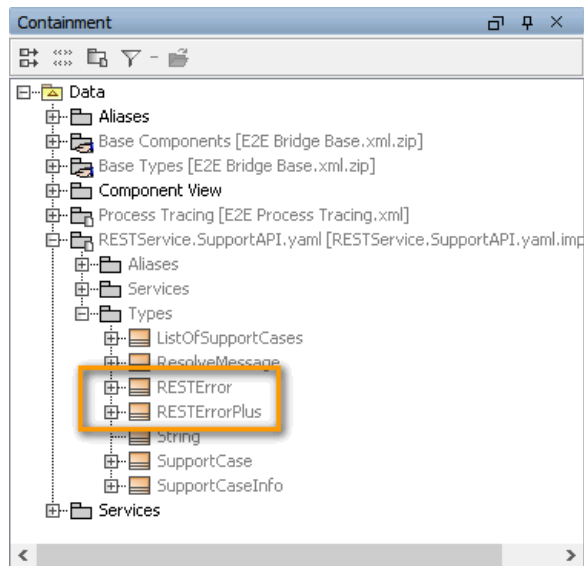 Containment
Data
Aliases
Base Components [E2E Bridge Base.xml.zip]
Base Types [E2E Bridge Base.xml.zip]
Component View
Process Tracing [E2E Process Tracing.xml]
RESTService.SupportAPI.yaml [RESTService.SupportAPI.yaml.imp
Aliases
Services
Types
ListOfSupportCases
ResolveMessage
RESTError
RESTErrorPlus
String
SupportCase
SupportCaseInfo
Services